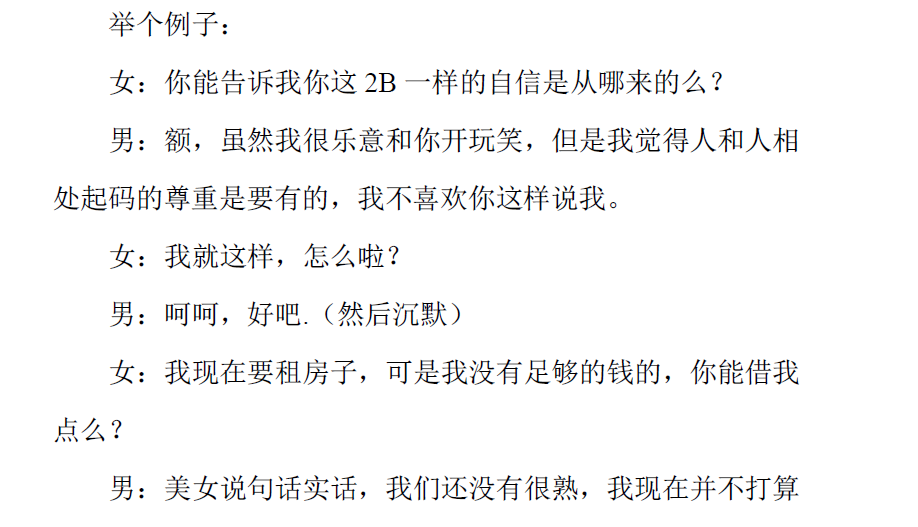 举个例子：
女：你能告诉我你这 2B 一样的自信是从哪来的么？
男：额，虽然我很乐意和你开玩笑，但是我觉得人和人相
处起码的尊重是要有的，我不喜欢你这样说我。
女：我就这样，怎么啦？
男：呵呵，好吧.（然后沉默）
女：我现在要租房子，可是我没有足够的钱的，你能借我
点么？
男：美女说句话实话，我们还没有很熟，我现在并不打算